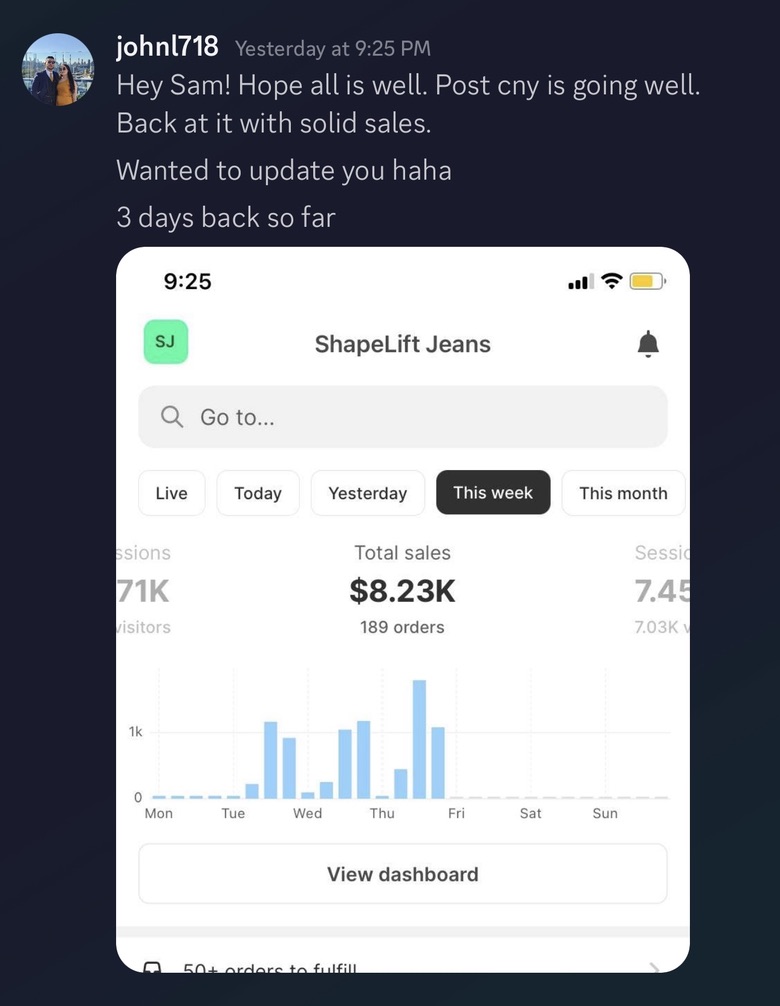 johnl718 Yesterday at 9:25 PM
Hey Sam! Hope all is well. Post cny is going well.
Back at it with solid sales.
Wanted to update you haha
3 days back so far
9:25
SJ ShapeLift Jeans
Go to...
Live Today Yesterday This week This month
ssions Total sales Sessio
71K $8.23K 7.45
visitors 189 orders 7.03K v
1k
0
Mon Tue Wed Thu Fri Sat Sun
View dashboard
50+ orders to fulfill